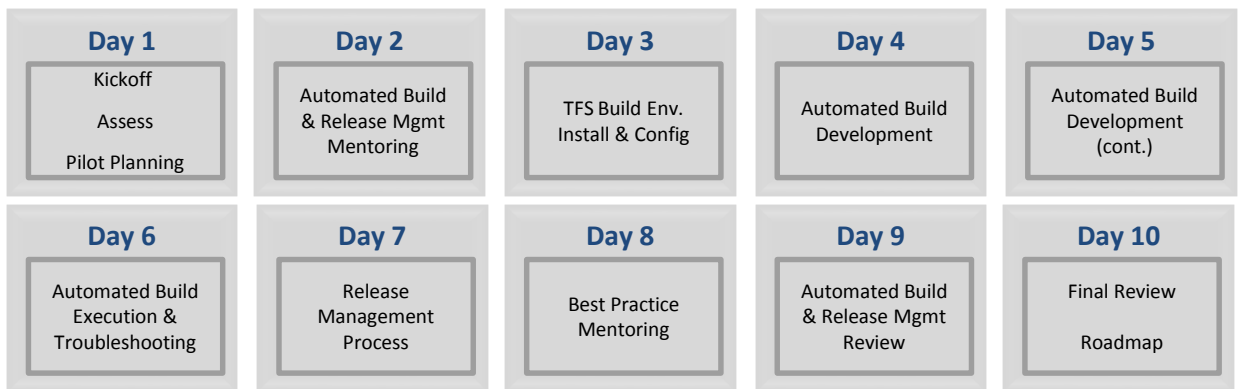 Day 1
Kickoff
Assess
Pilot Planning
Day 2
Automated Build
& Release Mgmt
Mentoring
Day 3
TFS Build Env.
Install & Config
Day 4
Automated Build
Development
Day 5
Automated Build
Development
(cont.)
Day 6
Automated Build
Execution &
Troubleshooting
Day 7
Release
Management
Process
Day 8
Best Practice
Mentoring
Day 9
Automated Build
& Release Mgmt
Review
Day 10
Final Review
Roadmap